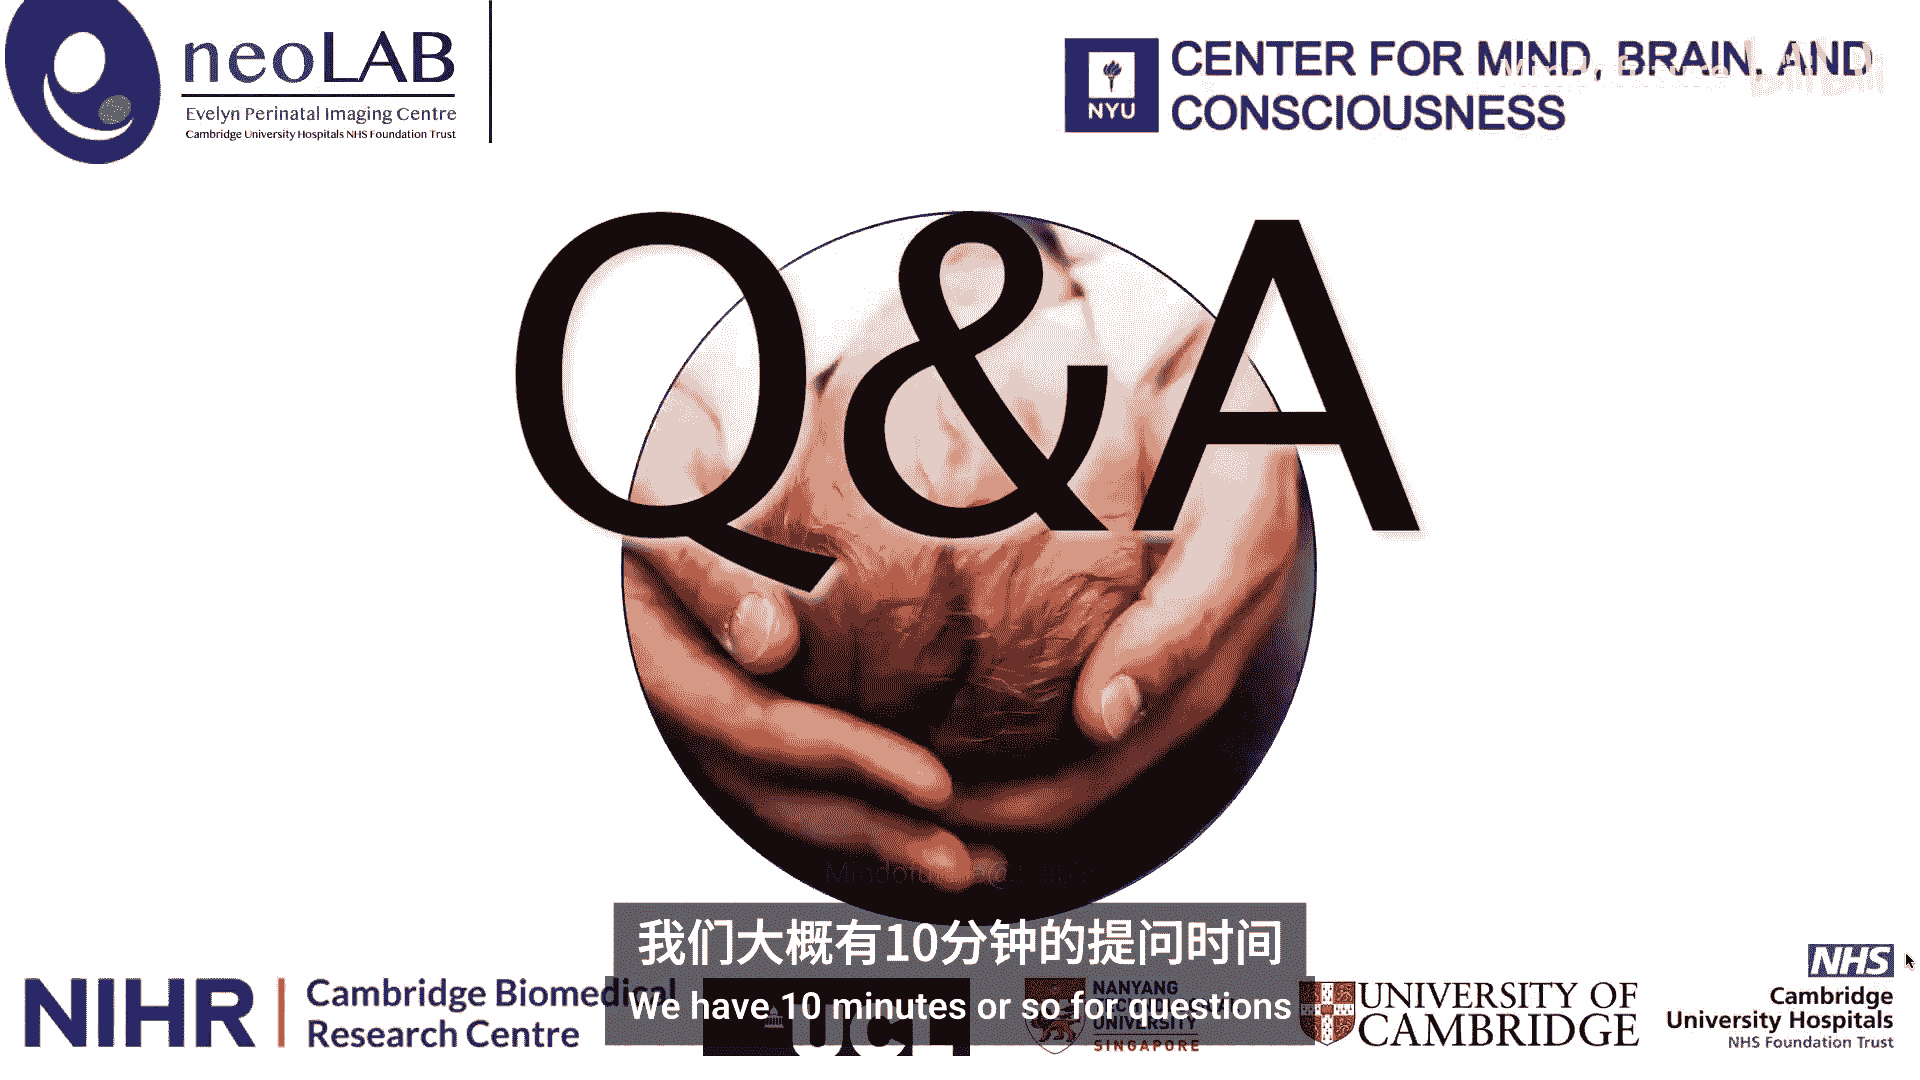 neoLAB
Evelyn Perinatal Imaging Centre
Cambridge University Hospitals NHS Foundation Trust
NYU
CENTER FOR MIND, BRAIN, AND
CONSCIOUSNESS
bilibili
Q&A
我们大概有10分钟的提问时间
We have 10 minutes or so for questions
NIHR
Cambridge Biomedical
Research Centre
UCL
NANYANG
UNIVERSITY
SINGAPORE
UNIVERSITY OF
CAMBRIDGE
NHS
Cambridge
University Hospitals
NHS Foundation Trust